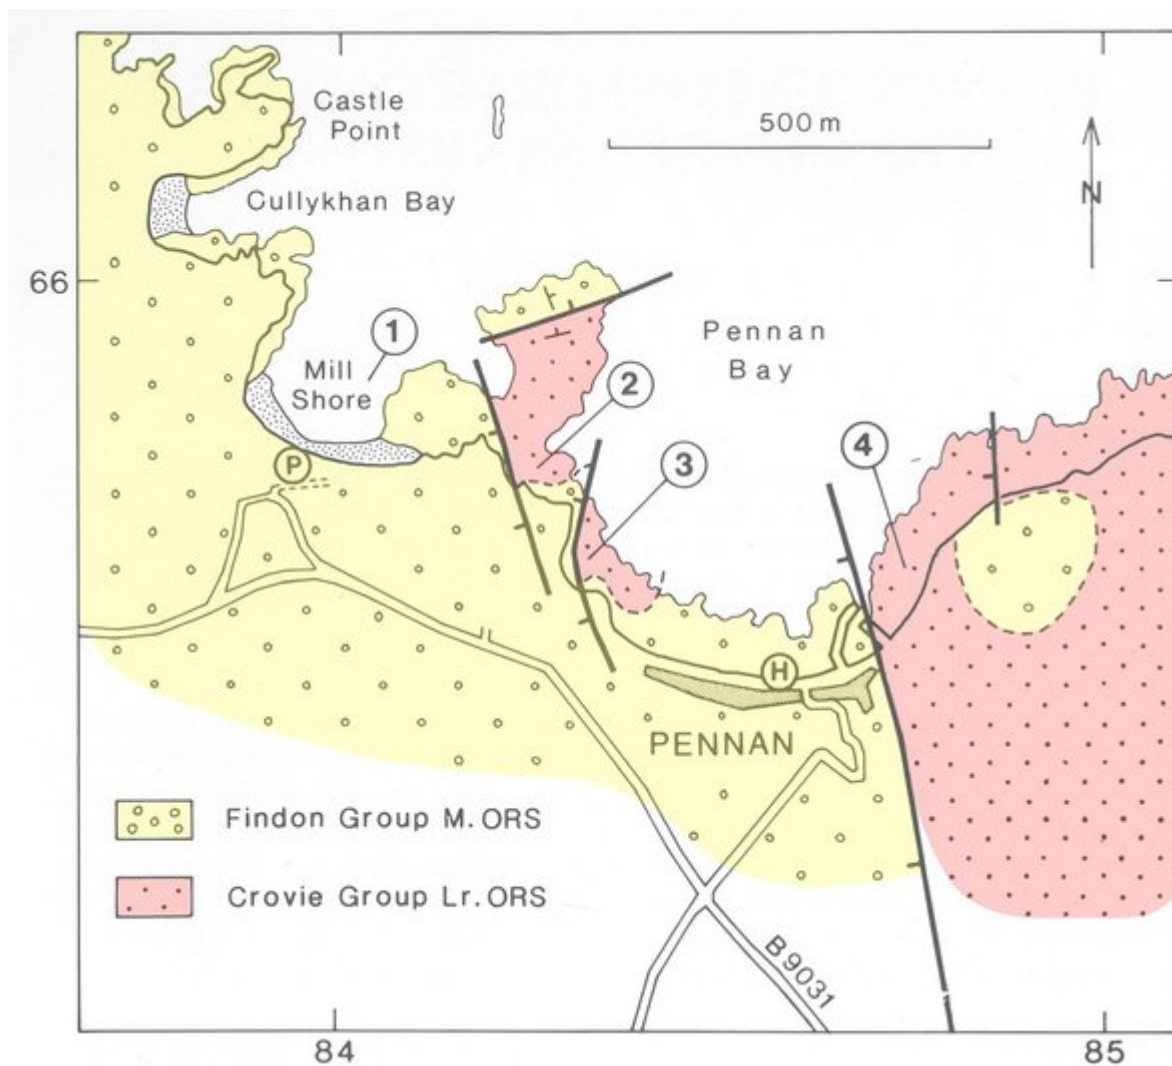 Castle
Point
500 m
N
Cullykhan Bay
66
1
Mill
Shore
Pennan
Bay
2
3
4
P
H
PENNAN
Findon Group M. ORS
Crovie Group Lr. ORS
B9031
84
85